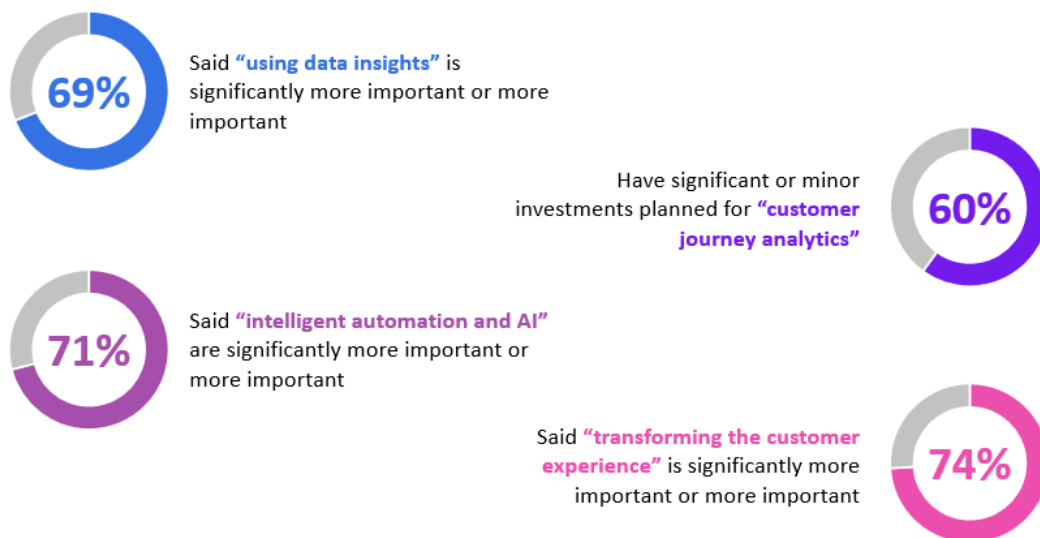 69%
Said “using data insights” is
significantly more important or more
important
Have significant or minor
investments planned for “customer
journey analytics”
60%
71%
Said “intelligent automation and AI”
are significantly more important or
more important
Said “transforming the customer
experience” is significantly more
important or more important
74%